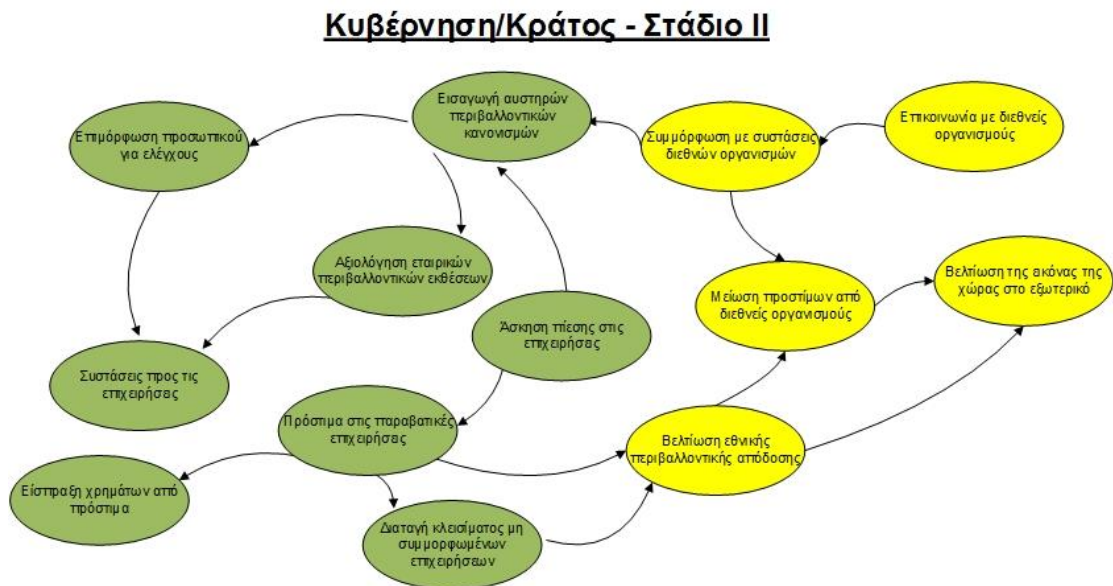 Κυβέρνηση/Κράτος - Στάδιο ΙΙ
Εισαγωγή αυστηρών
περιβαλλοντικών
κανονισμών
Επικοινωνία με διεθνείς
οργανισμούς
Επιμόρφωση προσωπικού
για ελέγχους
Συμμόρφωση με συστάσεις
διεθνών οργανισμών
Αξιολόγηση εταιρικών
περιβαλλοντικών εκθέσεων
Βελτίωση της εικόνας της
χώρας στο εξωτερικό
Μείωση προστίμων από
διεθνείς οργανισμούς
Άσκηση πίεσης στις
επιχειρήσεις
Συστάσεις προς τις
επιχειρήσεις
Πρόστιμα στις παραβατικές
επιχειρήσεις
Βελτίωση εθνικής
περιβαλλοντικής απόδοσης
Είσπραξη χρημάτων από
πρόστιμα
Διαταγή κλεισίματος μη
συμμορφωμένων
επιχειρήσεων